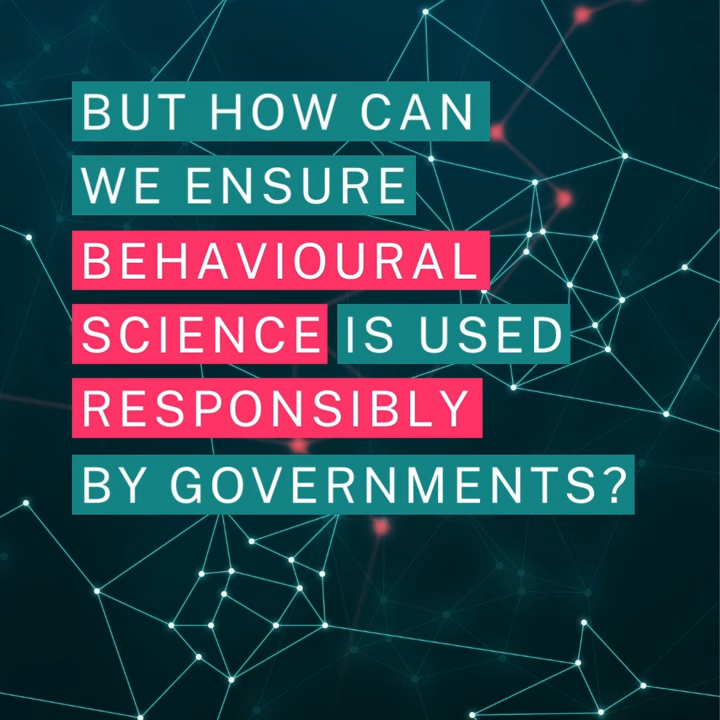 BUT HOW CAN
WE ENSURE
BEHAVIOURAL
SCIENCE IS USED
RESPONSIBLY
BY GOVERNMENTS?